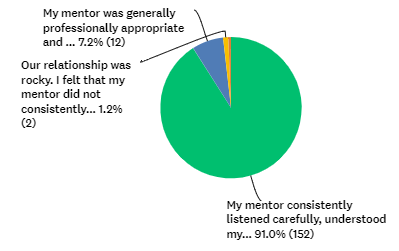 My mentor was generally
professionally appropriate
and ... 7.2% (12)
Our relationship was
rocky. I felt that my
mentor did not
consistently... 1.2%
(2)
My mentor consistently
listened carefully, understood
my... 91.0% (152)